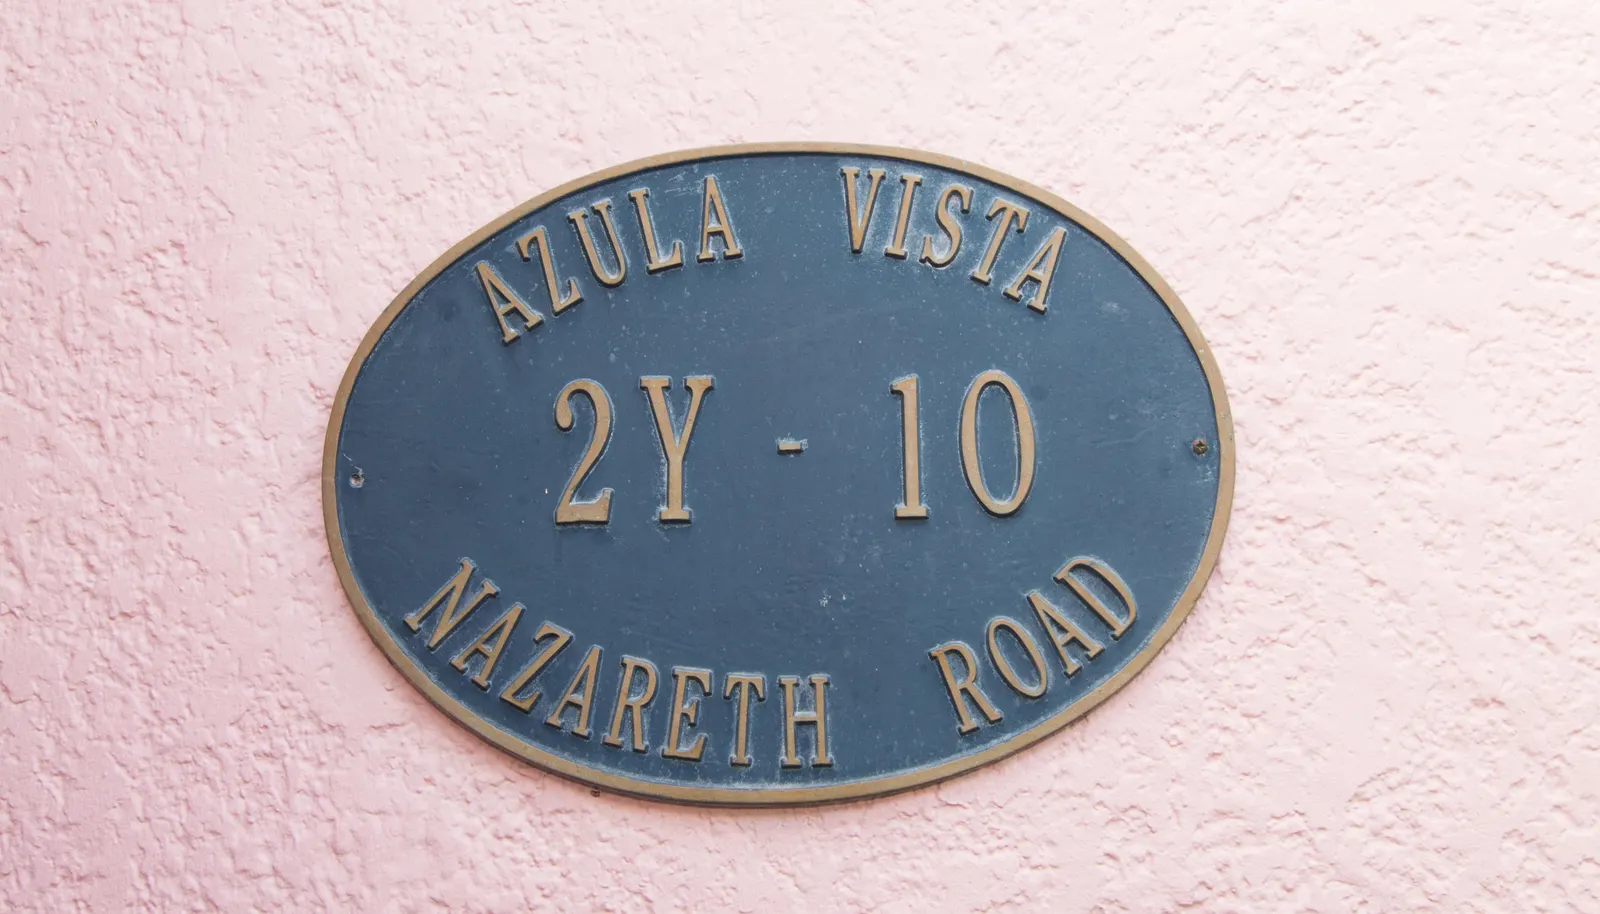 AZULA VISTA
2Y - 10
NAZARETH ROAD